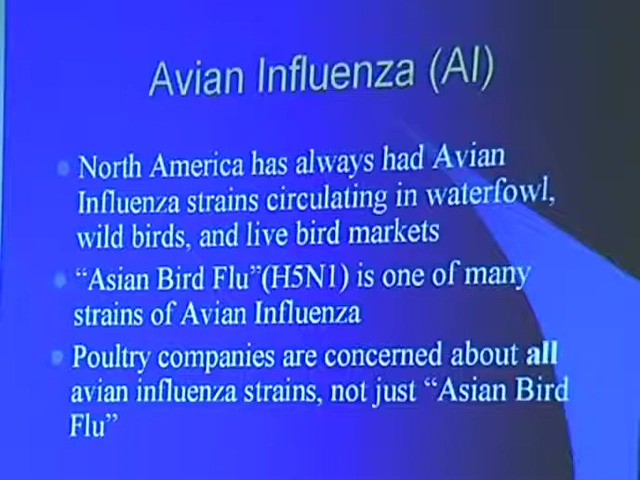 Avian Influenza (AI)
North America has always had Avian
Influenza strains circulating in waterfowl,
wild birds, and live bird markets
“Asian Bird Flu”(H5N1) is one of many
strains of Avian Influenza
Poultry companies are concerned about all
avian influenza strains, not just “Asian Bird
Flu”